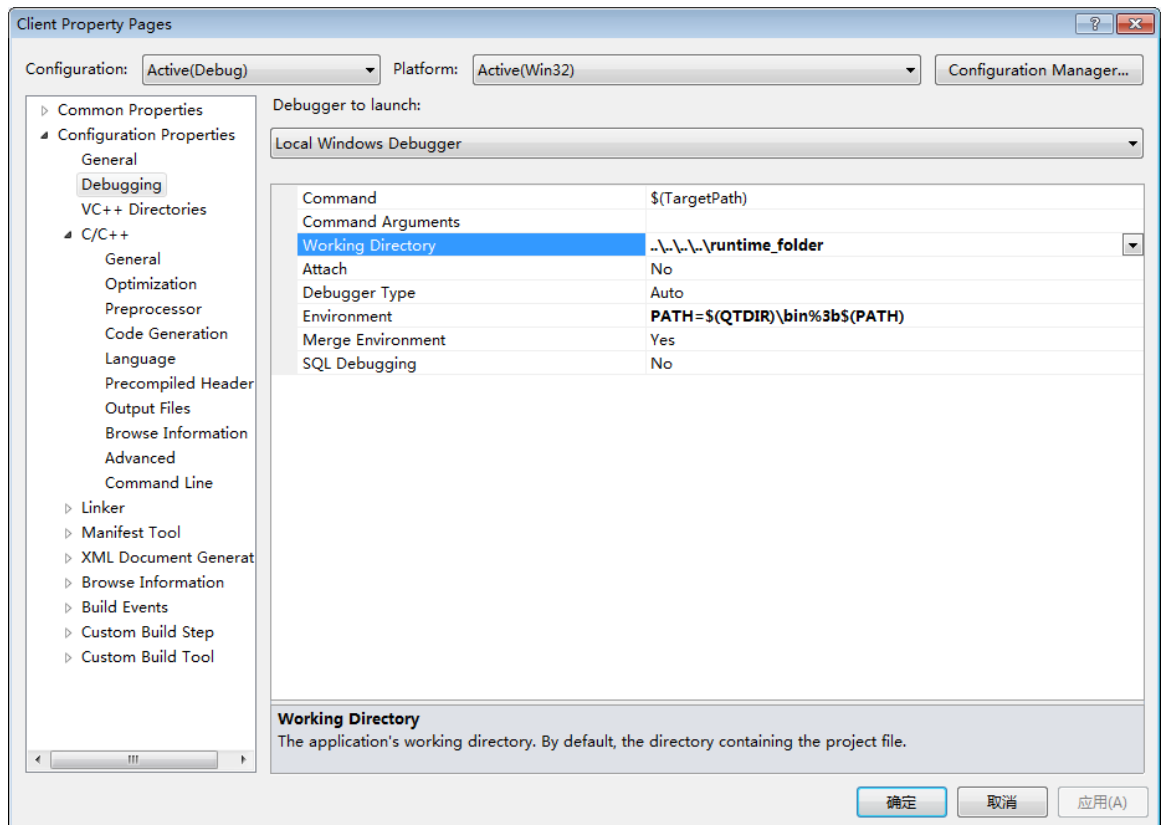 Client Property Pages
Configuration: Active(Debug) Platform: Active(Win32) Configuration Manager...
Common Properties
Configuration Properties
General
Debugging
VC++ Directories
C/C++
General
Optimization
Preprocessor
Code Generation
Language
Precompiled Header
Output Files
Browse Information
Advanced
Command Line
Linker
Manifest Tool
XML Document Generat
Browse Information
Build Events
Custom Build Step
Custom Build Tool
Debugger to launch:
Local Windows Debugger
Command $(TargetPath)
Command Arguments
Working Directory ..\..\..\..\runtime_folder
Attach No
Debugger Type Auto
Environment PATH=$(QTDIR)\bin%3b$(PATH)
Merge Environment Yes
SQL Debugging No
Working Directory
The application's working directory. By default, the directory containing the project file.
确定 取消 应用(A)